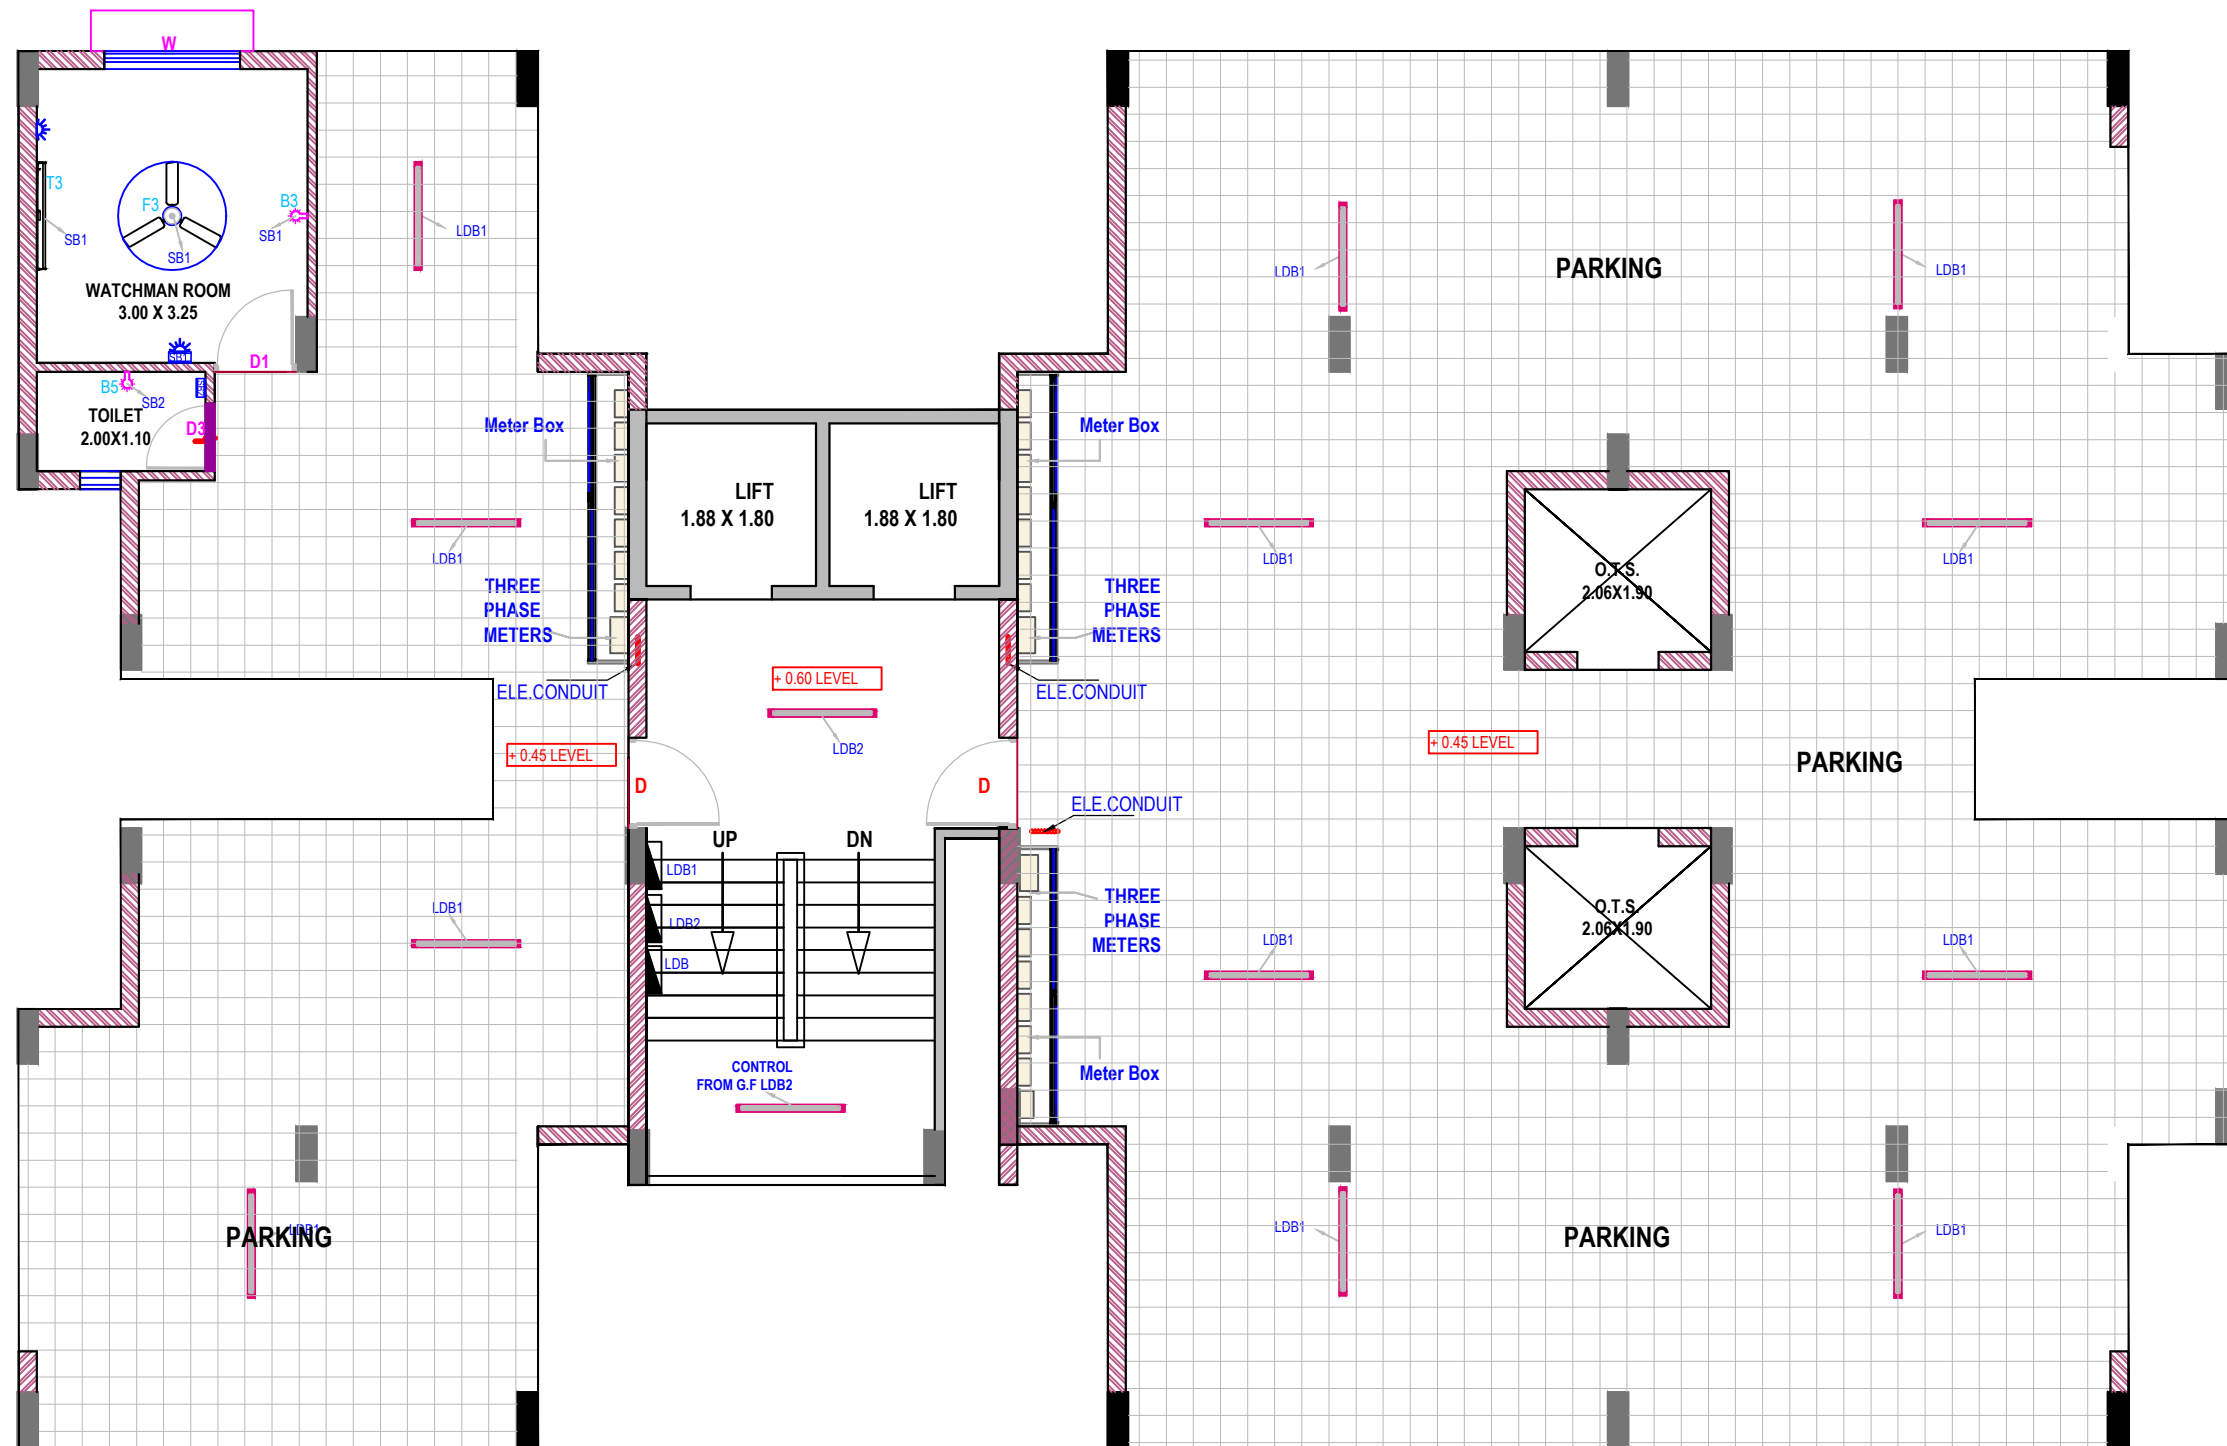 W
T3
F3
B3
SB1
SB1
SB1
LDB1
WATCHMAN ROOM
3.00 X 3.25
SB1
D1
B5
SB2
TOILET
2.00X1.10
D3
Meter Box
LDB1
THREE
PHASE
METERS
ELE.CONDUIT
+ 0.45 LEVEL
LIFT
1.88 X 1.80
LIFT
1.88 X 1.80
+ 0.60 LEVEL
LDB2
D
D
UP
DN
LDB1
LDB2
LDB
CONTROL
FROM G.F LDB2
LDB1
PARKING
LDB1
LDB1
PARKING
LDB1
Meter Box
LDB1
LDB1
THREE
PHASE
METERS
ELE.CONDUIT
O.T.S.
2.06X1.90
+ 0.45 LEVEL
PARKING
ELE.CONDUIT
THREE
PHASE
METERS
LDB1
O.T.S.
2.06X1.90
LDB1
Meter Box
LDB1
PARKING
LDB1